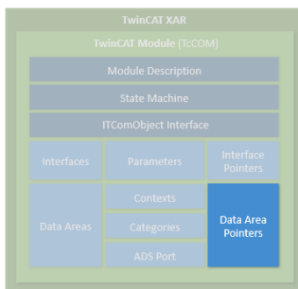 TwinCAT XAR
TwinCAT Module (TcCOM)
Module Description
State Machine
ITComObject Interface
Interfaces
Parameters
Interface
Pointers
Data Areas
Contexts
Categories
ADS Port
Data Area
Pointers